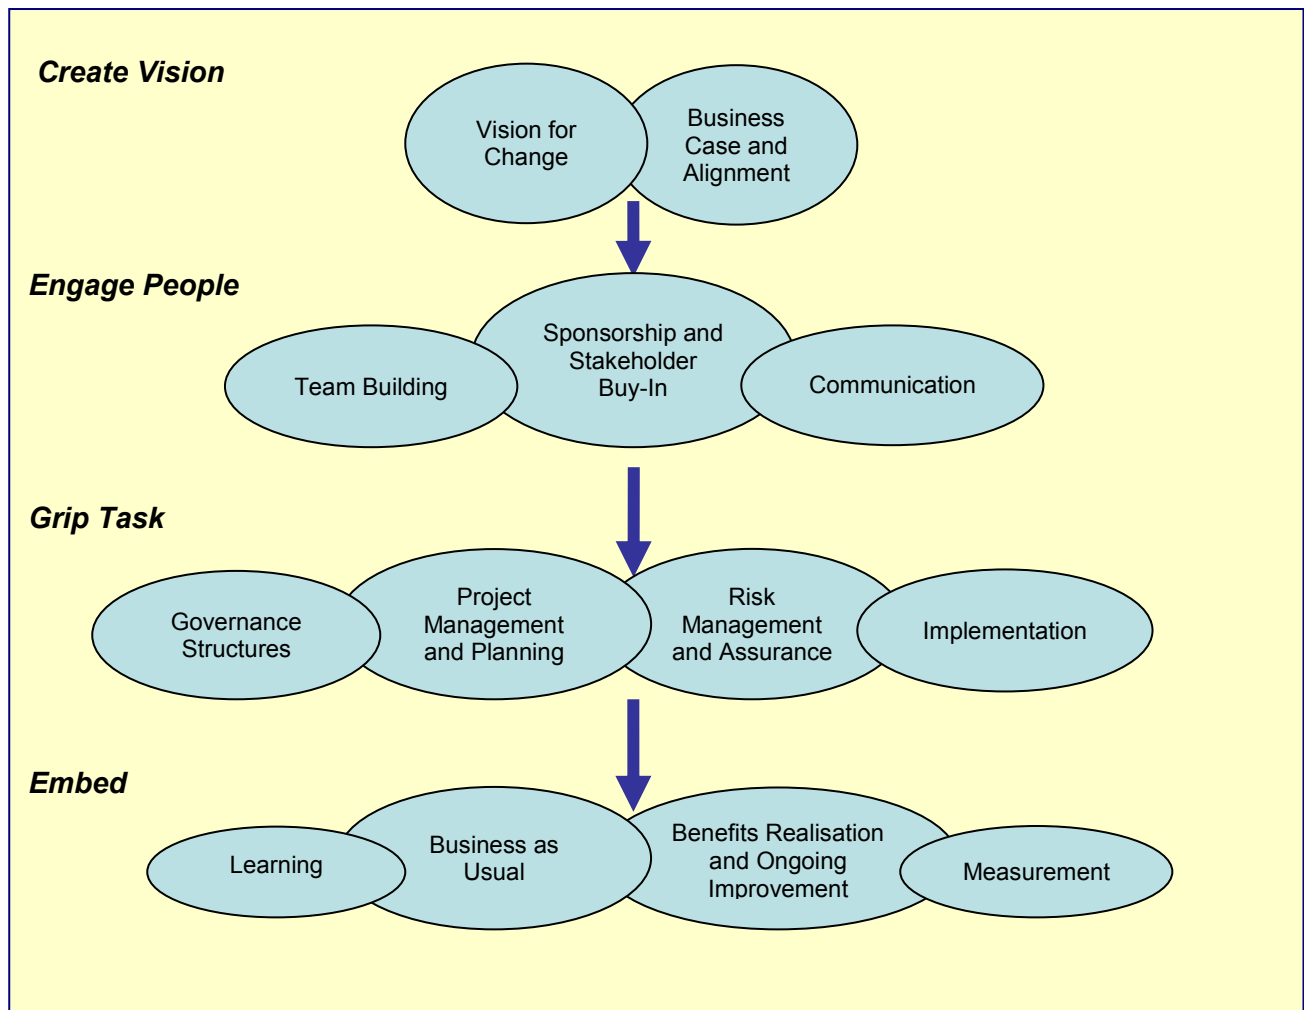 Create Vision
Vision for
Change
Business
Case and
Alignment
Engage People
Team Building
Sponsorship and
Stakeholder
Buy-In
Communication
Grip Task
Governance
Structures
Project
Management
and Planning
Risk
Management
and Assurance
Implementation
Embed
Learning
Business as
Usual
Benefits Realisation
and Ongoing
Improvement
Measurement